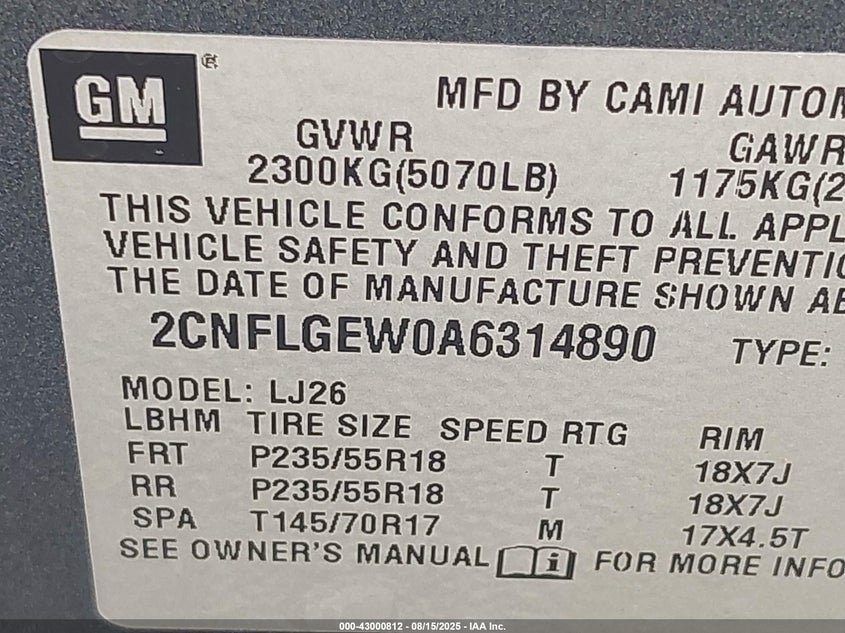 GM ®
MFD BY CAMI AUTOM
GVWR GAWR
2300KG(5070LB) 1175KG(2
THIS VEHICLE CONFORMS TO ALL APPL
VEHICLE SAFETY AND THEFT PREVENTIO
THE DATE OF MANUFACTURE SHOWN AB
2CNFLGEW0A6314890 TYPE:
MODEL: LJ26
LBHM TIRE SIZE SPEED RTG RIM
FRT P235/55R18 T 18X7J
RR P235/55R18 T 18X7J
SPA T145/70R17 M 17X4.5T
SEE OWNER'S MANUAL i FOR MORE INFO
000-43000812 - 08/15/2025 - IAA Inc.